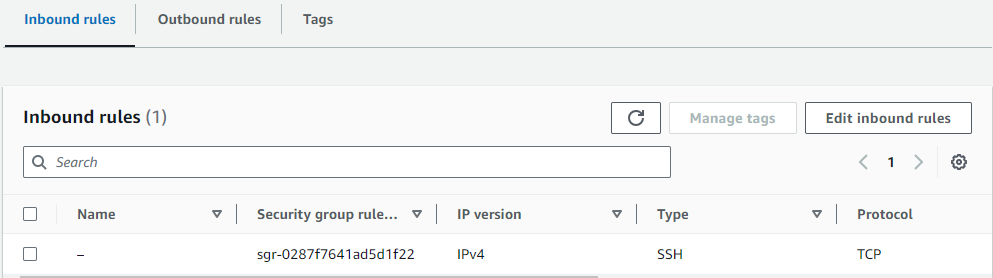 Inbound rules Outbound rules Tags
Inbound rules (1) Manage tags Edit inbound rules
Search 1
Name Security group rule... IP version Type Protocol
– sgr-0287f7641ad5d1f22 IPv4 SSH TCP